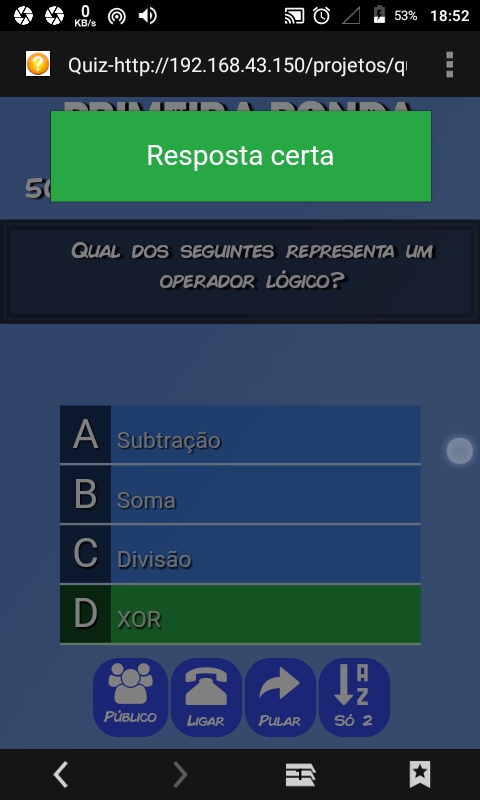 0
KB/s
53%
18:52
Quiz-http://192.168.43.150/projetos/q
PRIMEIRA RONDA
Resposta certa
Qual dos seguintes representa um
operador lógico?
A
Subtração
B
Soma
C
Divisão
D
XOR
Público
Ligar
Pular
Só 2
A
Z
1